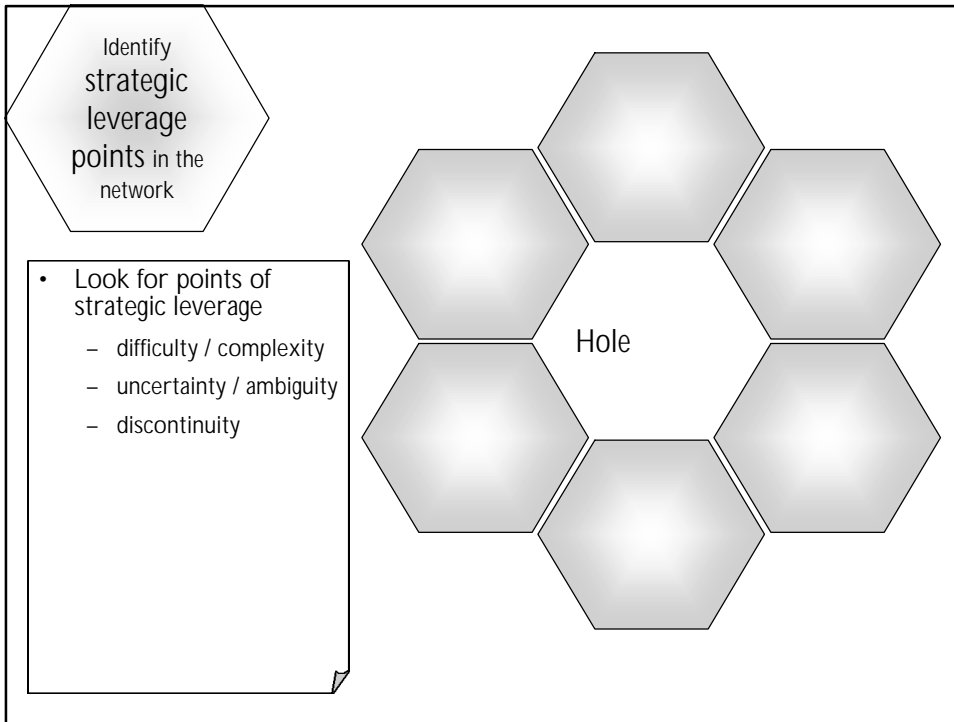 Identify
strategic
leverage
points in the
network
• Look for points of
strategic leverage
– difficulty / complexity
– uncertainty / ambiguity
– discontinuity
Hole